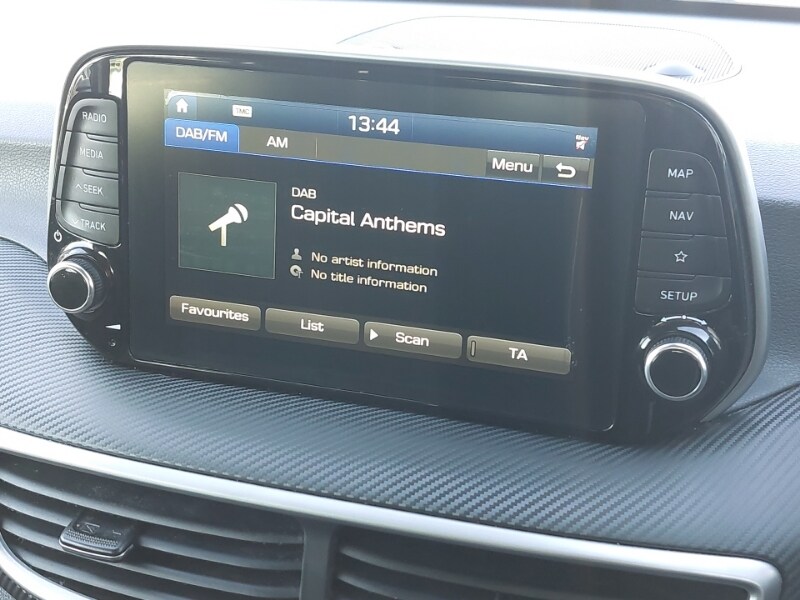 RADIO
MEDIA
SEEK
TRACK
TMC
13:44
DAB/FM
AM
Menu
DAB
Capital Anthems
No artist information
No title information
Favourites
List
Scan
TA
MAP
NAV
SETUP